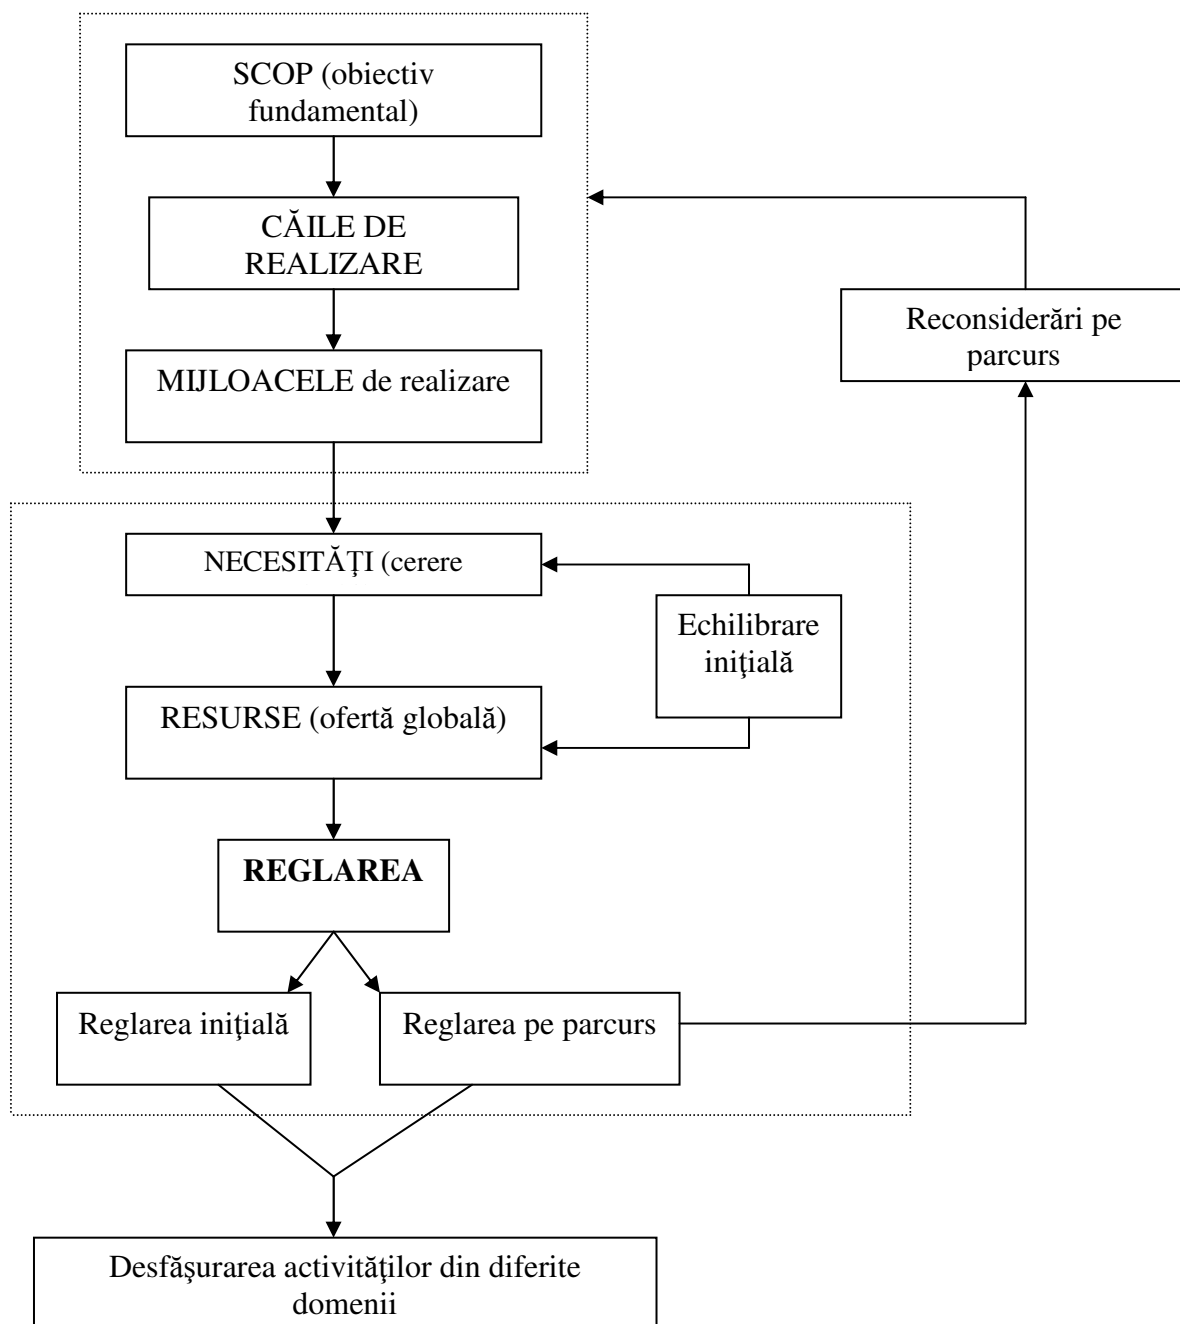 SCOP (obiectiv
fundamental)
CĂILE DE
REALIZARE
Reconsiderări pe
parcurs
MIJLOACELE de realizare
NECESITĂŢI (cerere
Echilibrare
iniţială
RESURSE (ofertă globală)
REGLAREA
Reglarea iniţială
Reglarea pe parcurs
Desfăşurarea activităţilor din diferite
domenii